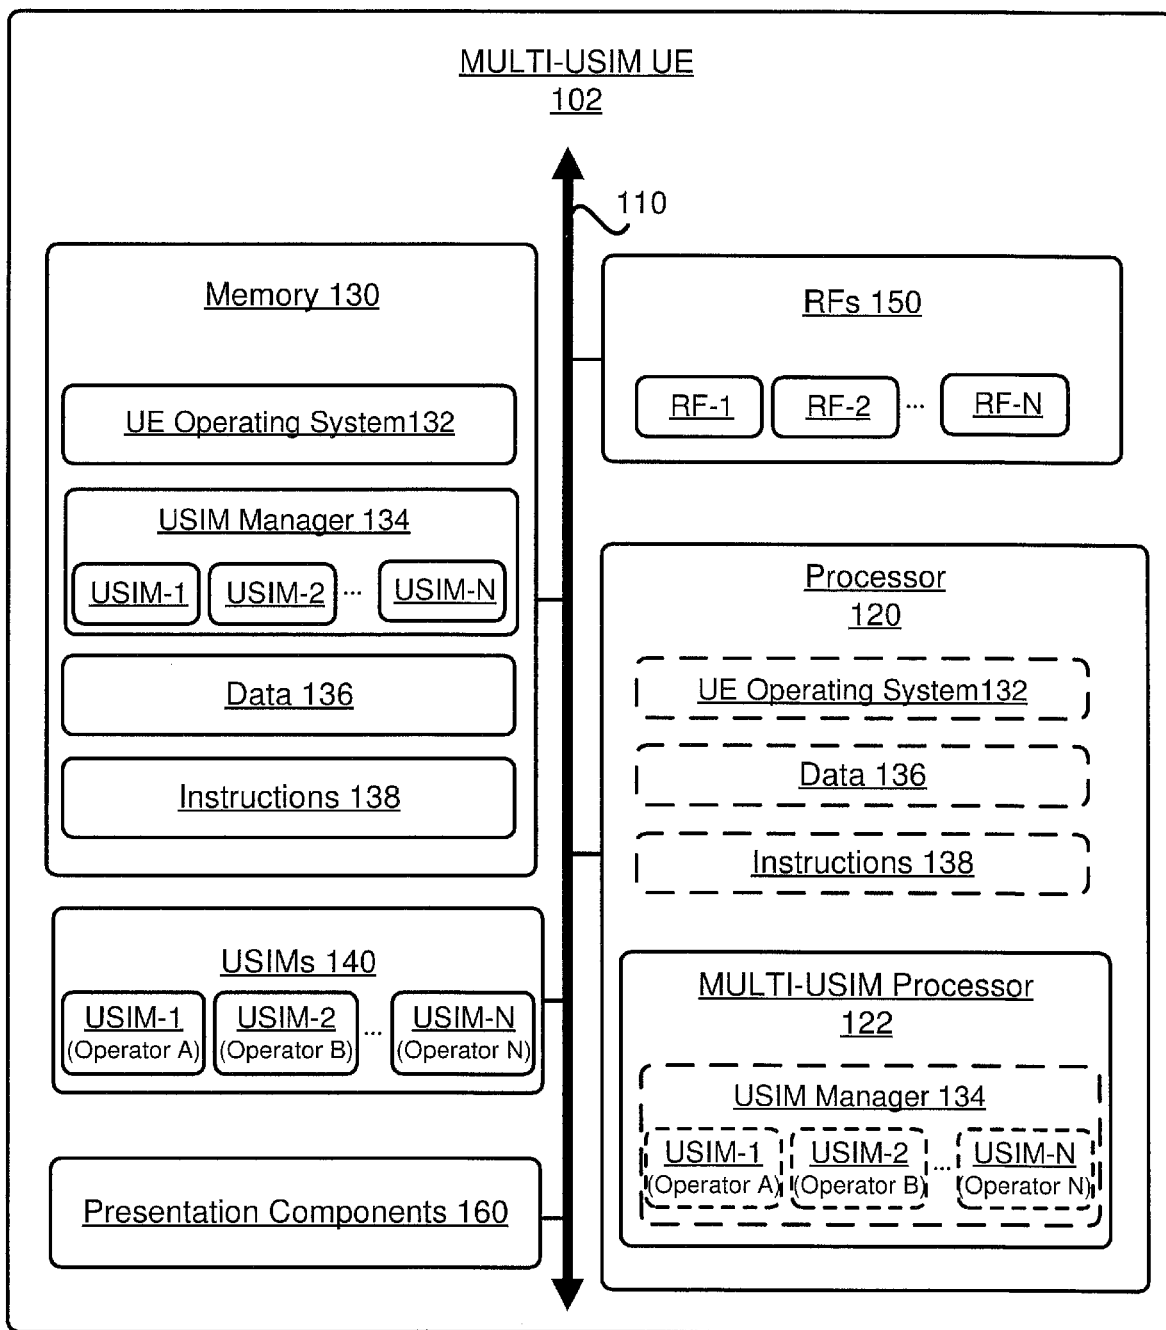 MULTI-USIM UE
102
110
Memory 130
UE Operating System132
USIM Manager 134
USIM-1 USIM-2 ... USIM-N
Data 136
Instructions 138
USIMs 140
USIM-1 USIM-2 ... USIM-N
(Operator A) (Operator B) (Operator N)
Presentation Components 160
RFs 150
RF-1 RF-2 ... RF-N
Processor
120
UE Operating System132
Data 136
Instructions 138
MULTI-USIM Processor
122
USIM Manager 134
USIM-1 USIM-2 ... USIM-N
(Operator A) (Operator B) (Operator N)